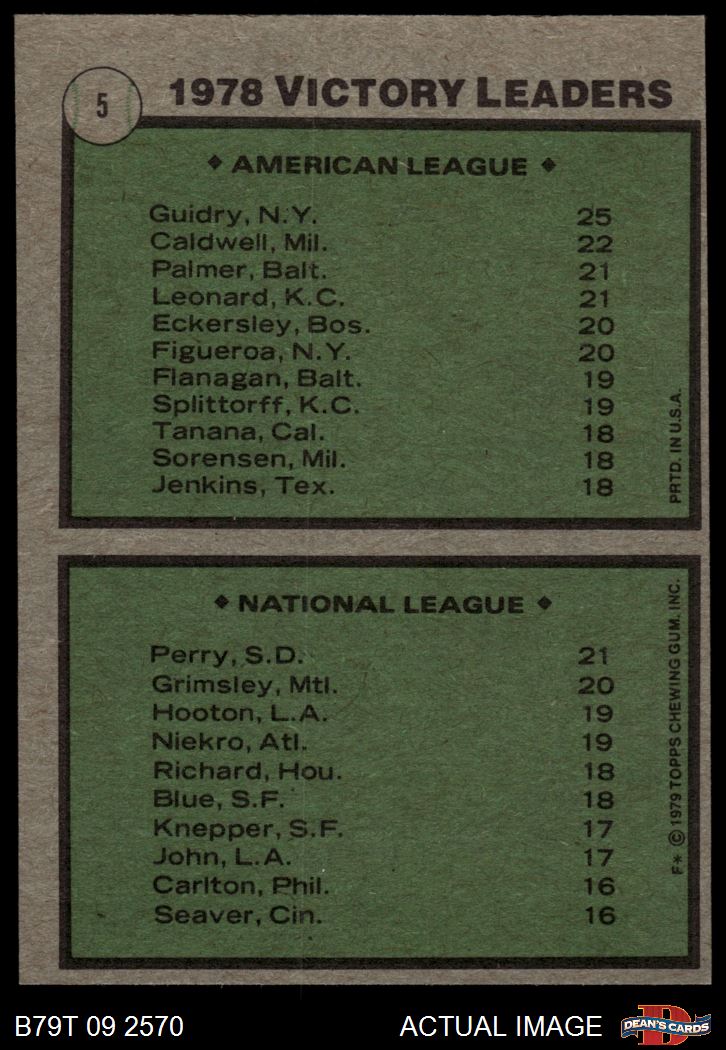 5
1978 VICTORY LEADERS
♦ AMERICAN LEAGUE ♦
Guidry, N.Y. 25
Caldwell, Mil. 22
Palmer, Balt. 21
Leonard, K.C. 21
Eckersley, Bos. 20
Figueroa, N.Y. 20
Flanagan, Balt. 19
Splittorff, K.C. 19
Tanana, Cal. 18
Sorensen, Mil. 18
Jenkins, Tex. 18
PRTD. IN U.S.A.
♦ NATIONAL LEAGUE ♦
Perry, S.D. 21
Grimsley, Mtl. 20
Hooton, L.A. 19
Niekro, Atl. 19
Richard, Hou. 18
Blue, S.F. 18
Knepper, S.F. 17
John, L.A. 17
Carlton, Phil. 16
Seaver, Cin. 16
F* © 1979 TOPPS CHEWING GUM, INC.
B79T 09 2570
ACTUAL IMAGE
D
DEAN'S CARDS